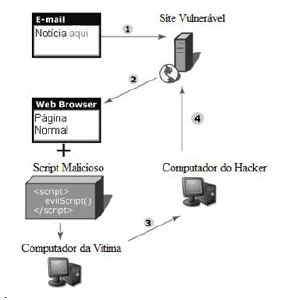 E-mail
Notícia aqui
1
Site Vulnerável
2
Web Browser
Página
Normal
+
4
Script Malicioso
Computador do Hacker
<script>
evilScript()
</script>
3
Computador da Vítima